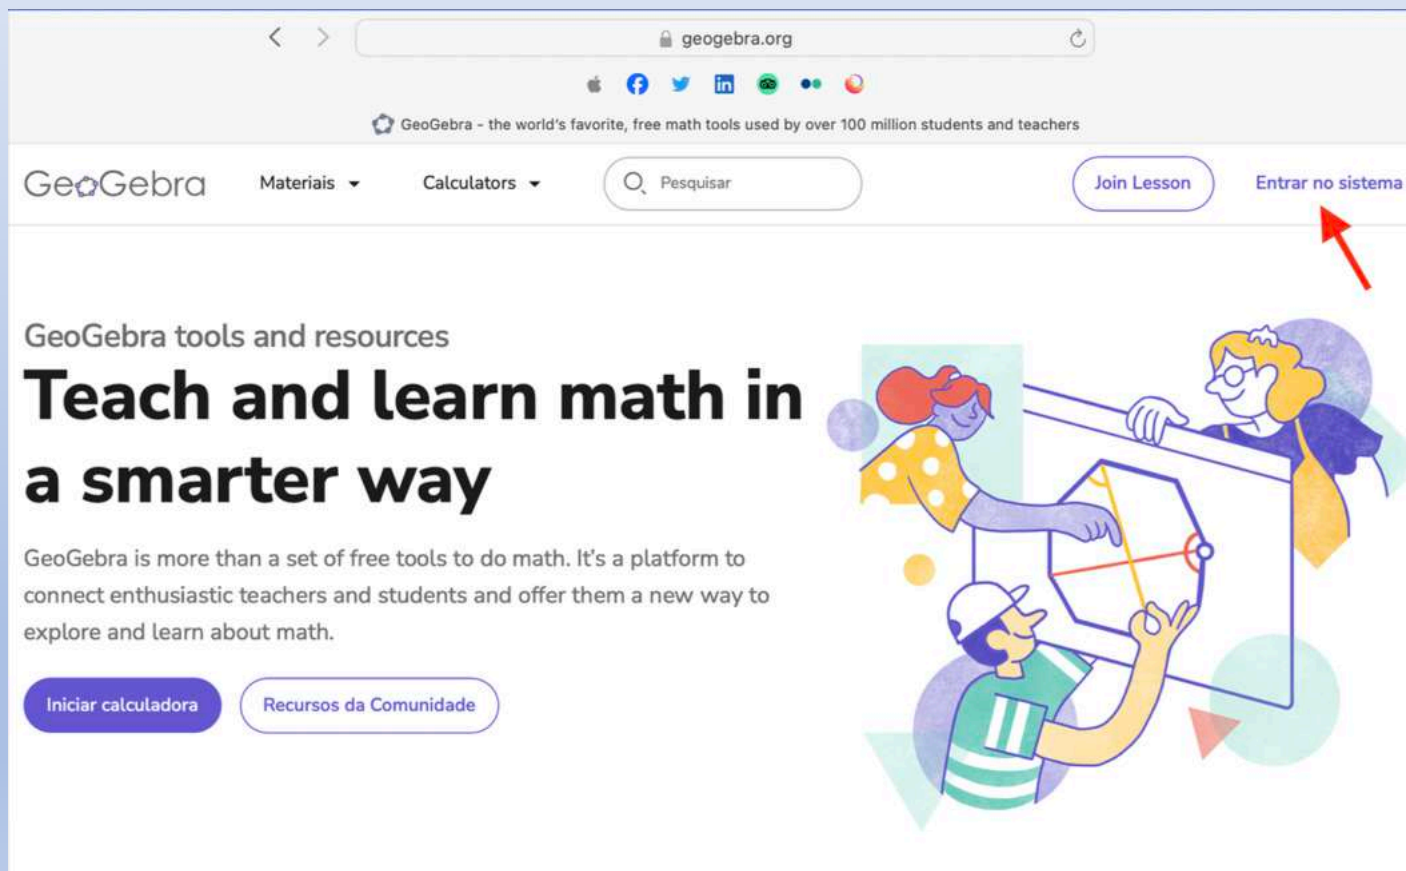 geogebra.org
GeoGebra - the world's favorite, free math tools used by over 100 million students and teachers
GeoGebra Materiais Calculators Pesquisar Join Lesson Entrar no sistema
GeoGebra tools and resources
Teach and learn math in
a smarter way
GeoGebra is more than a set of free tools to do math. It's a platform to
connect enthusiastic teachers and students and offer them a new way to
explore and learn about math.
Iniciar calculadora Recursos da Comunidade